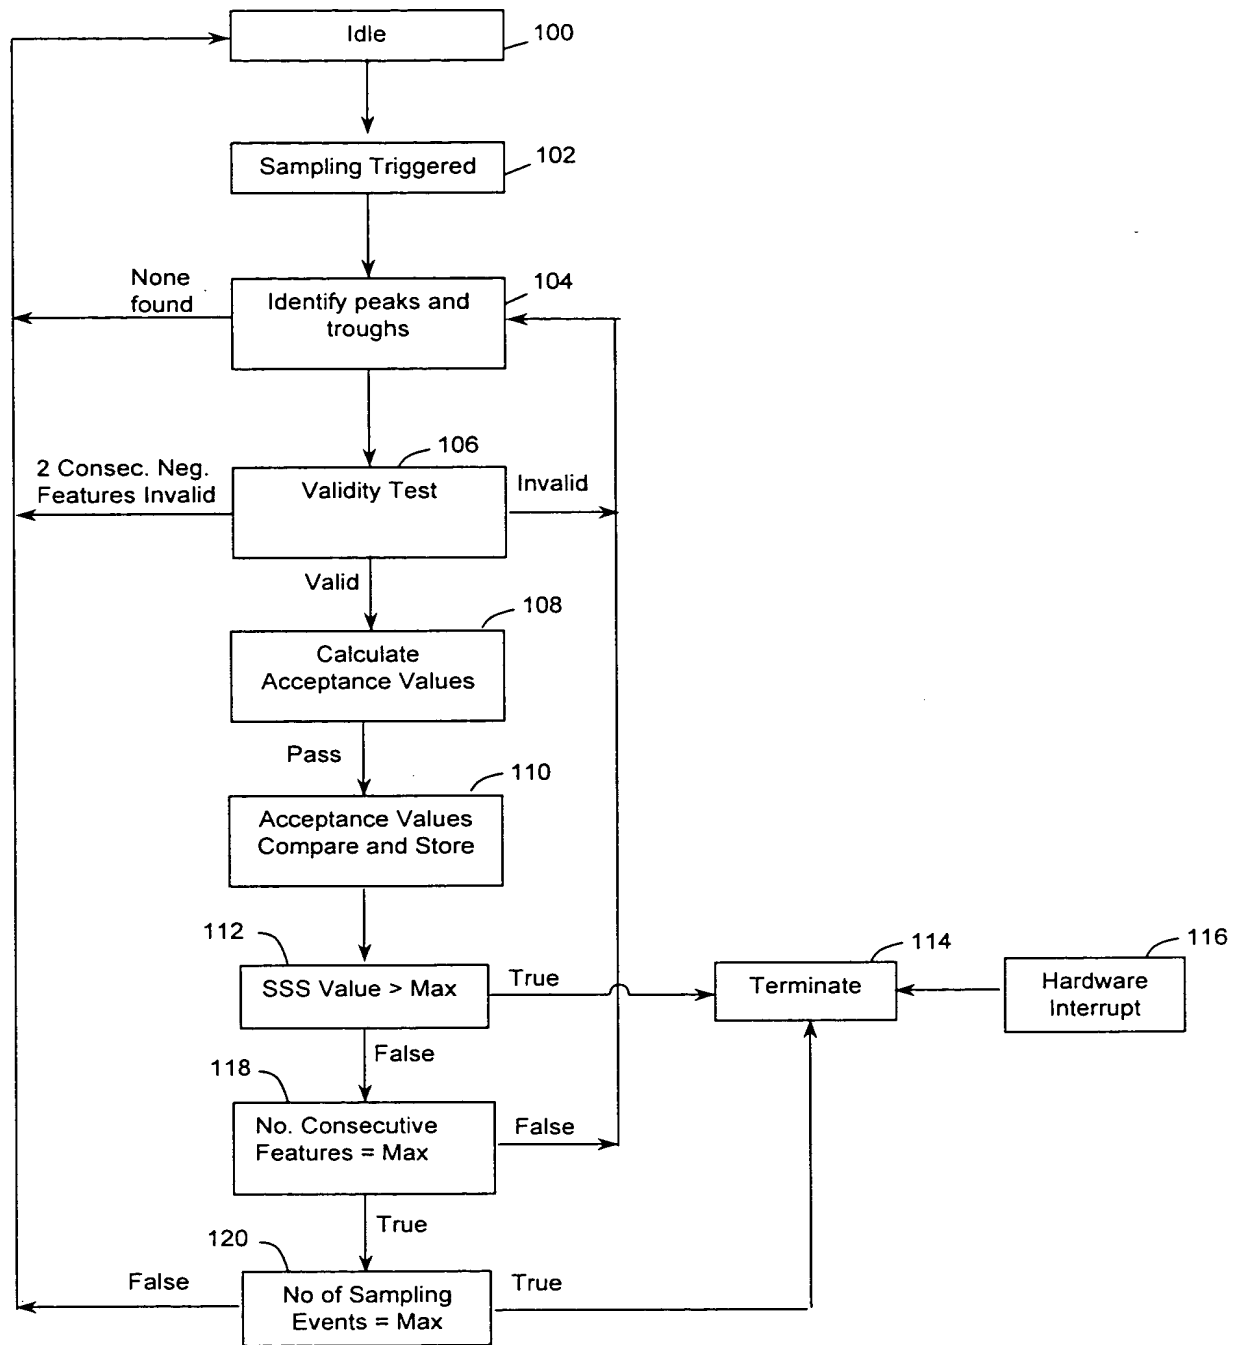 Idle
100
Sampling Triggered
102
None
found
Identify peaks and
troughs
104
2 Consec. Neg.
Features Invalid
106
Validity Test
Invalid
Valid
108
Calculate
Acceptance Values
Pass
110
Acceptance Values
Compare and Store
112
SSS Value > Max
True
114
Terminate
116
Hardware
Interrupt
False
118
No. Consecutive
Features = Max
False
True
120
False
No of Sampling
Events = Max
True